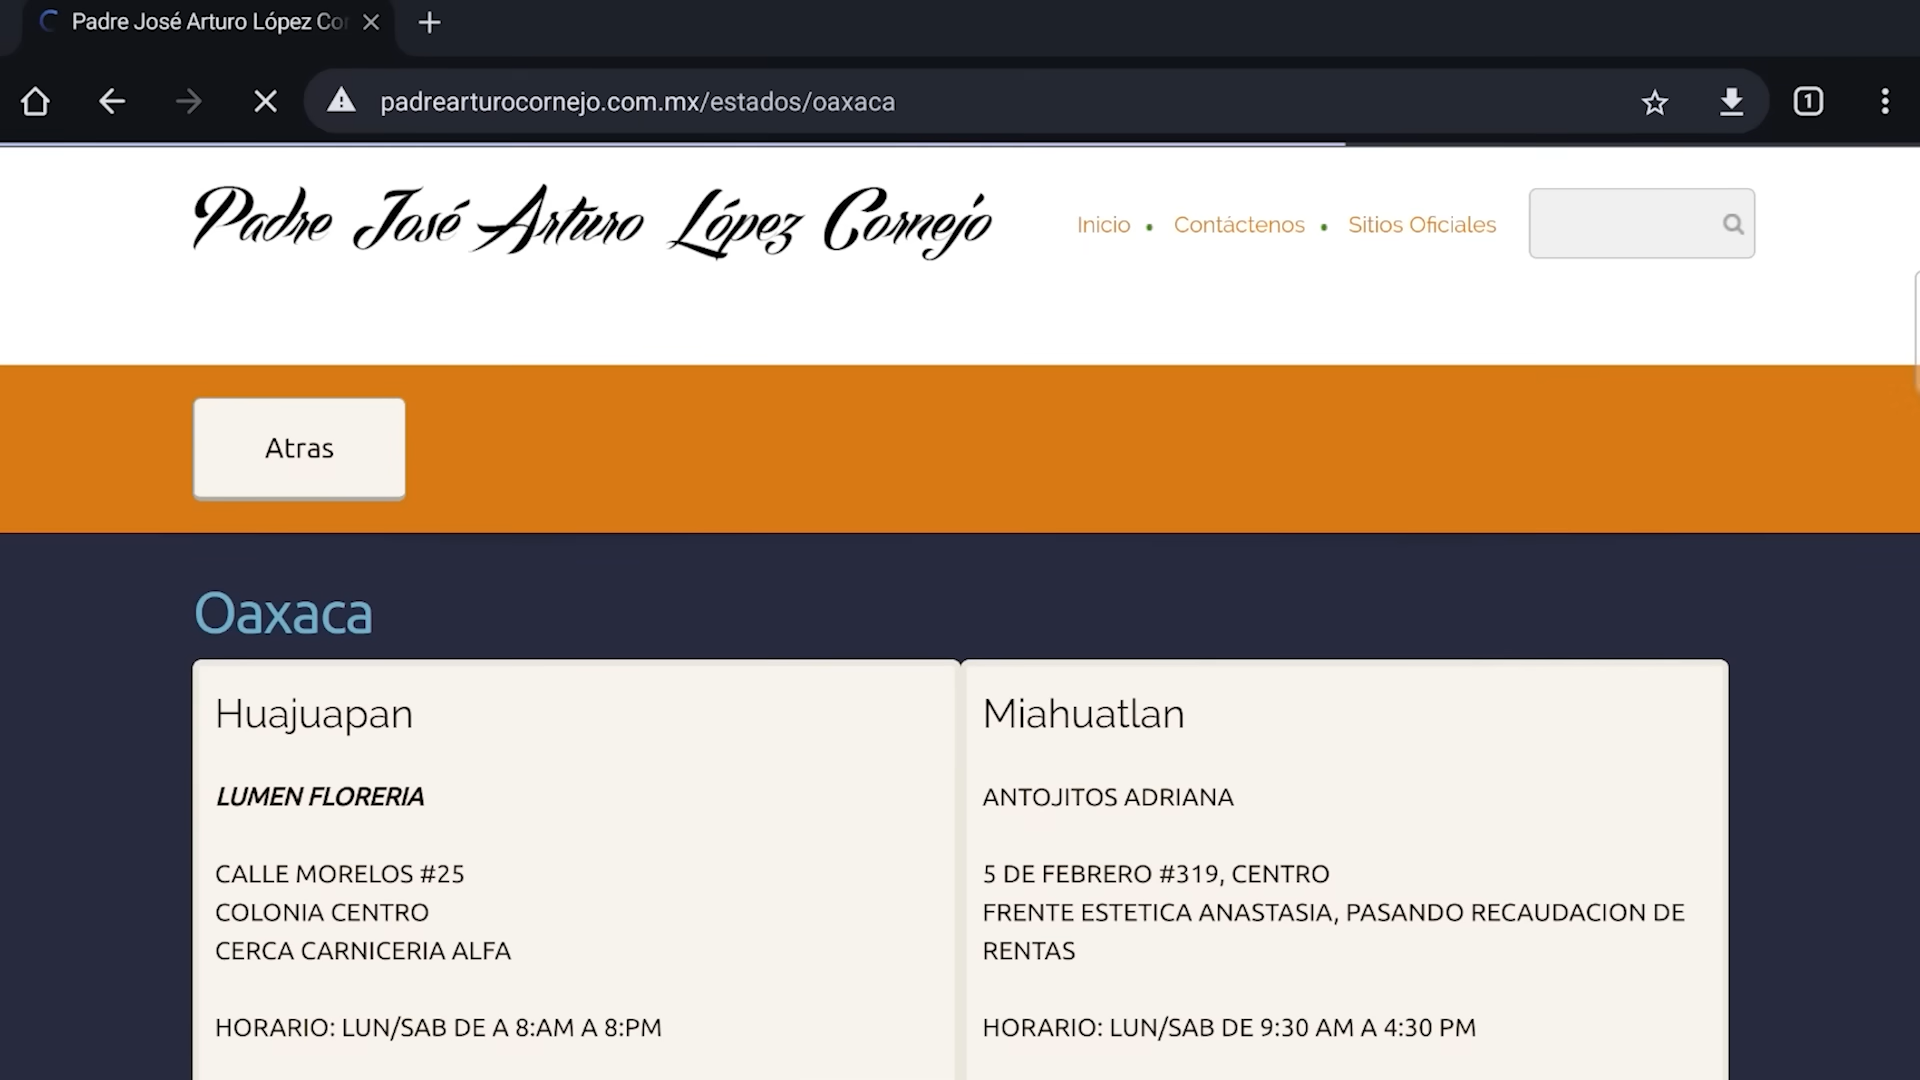 Padre José Arturo López Cor
1
padrearturocornejo.com.mx/estados/oaxaca
Padre José Arturo López Cornejo
Inicio • Contáctenos • Sitios Oficiales
Atras
Oaxaca
Huajuapan
LUMEN FLORERIA
CALLE MORELOS #25
COLONIA CENTRO
CERCA CARNICERIA ALFA
HORARIO: LUN/SAB DE A 8:AM A 8:PM
Miahuatlan
ANTOJITOS ADRIANA
5 DE FEBRERO #319, CENTRO
FRENTE ESTETICA ANASTASIA, PASANDO RECAUDACION DE
RENTAS
HORARIO: LUN/SAB DE 9:30 AM A 4:30 PM